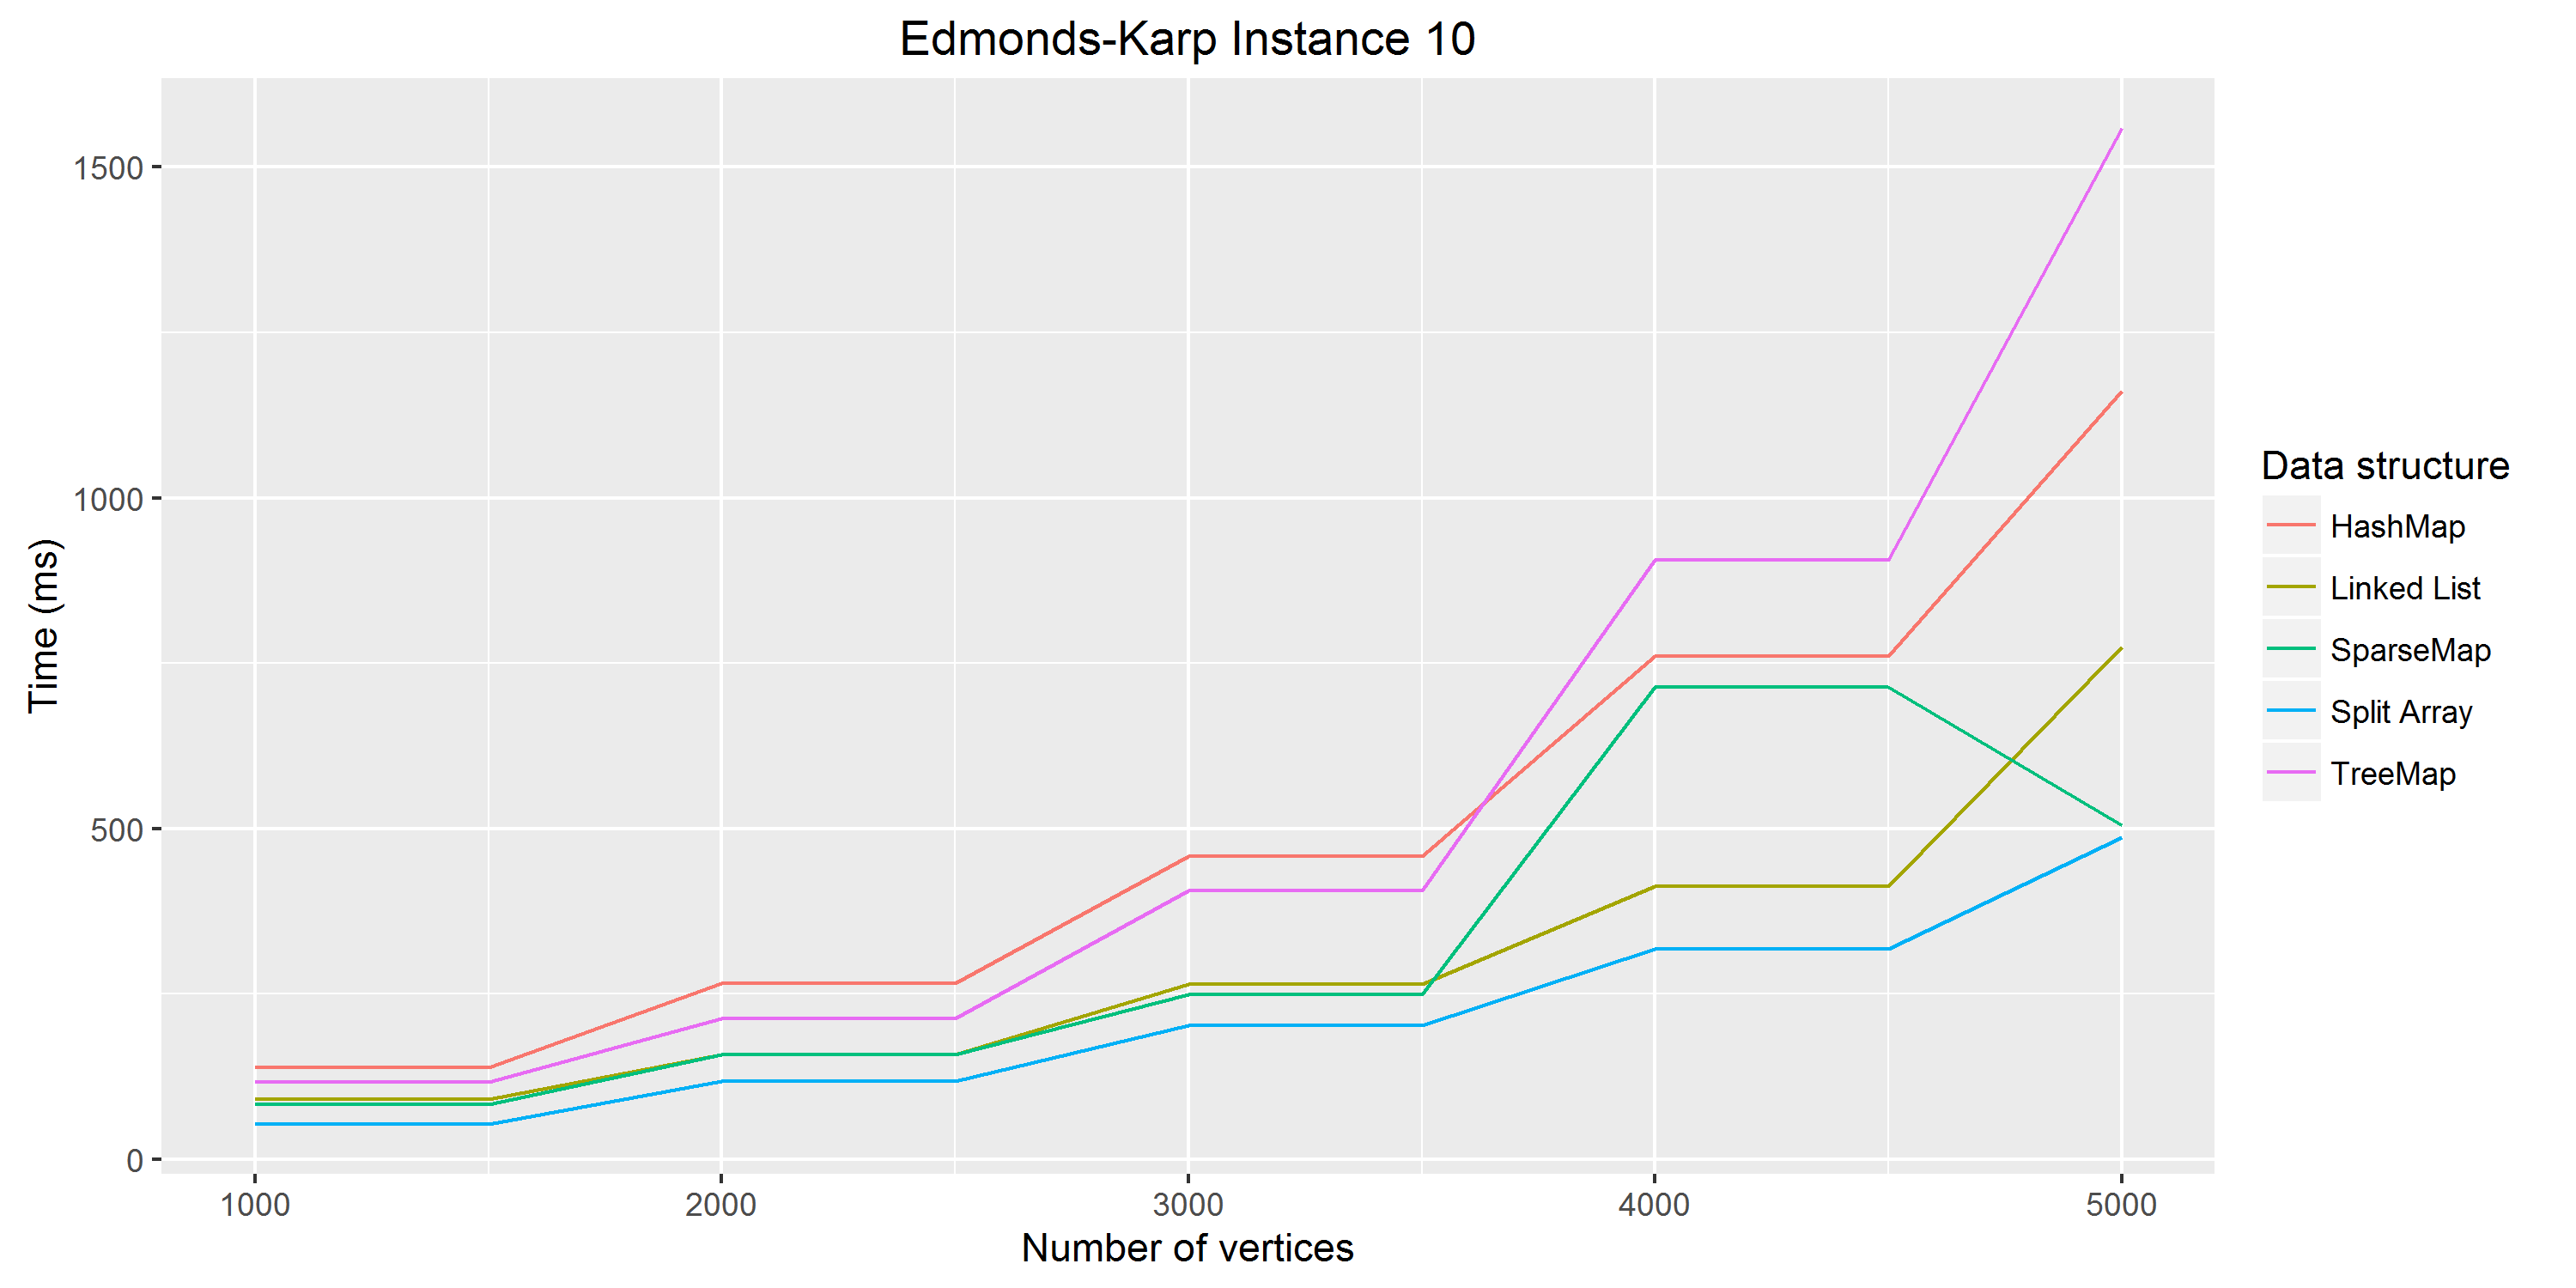 Edmonds-Karp Instance 10
1500
1000
500
0
Time (ms)
1000 2000 3000 4000 5000
Number of vertices
Data structure
HashMap
Linked List
SparseMap
Split Array
TreeMap